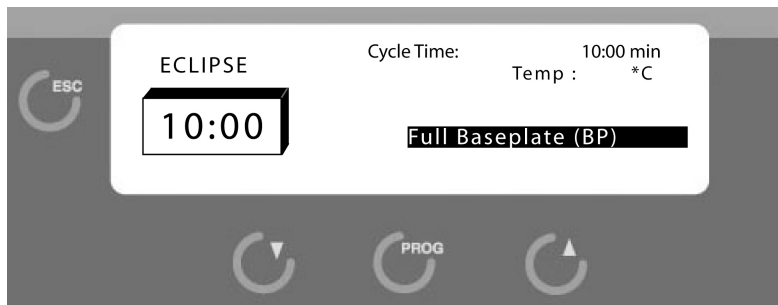 ESC
ECLIPSE
10:00
Cycle Time: 10:00 min
Temp : *C
Full Baseplate (BP)
PROG